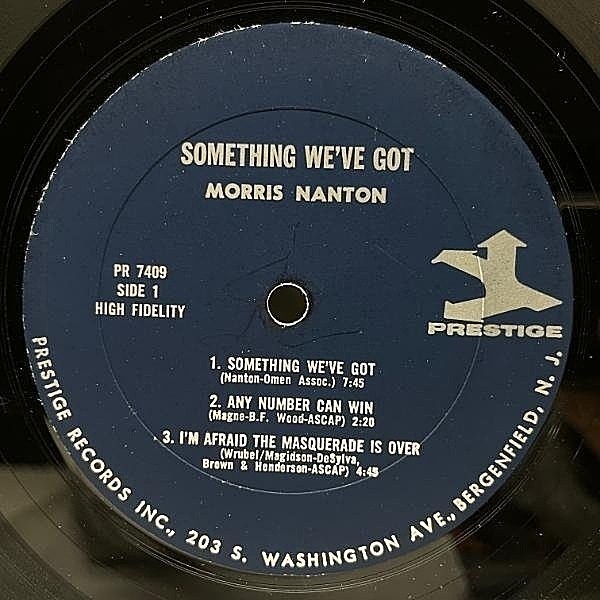 SOMETHING WE'VE GOT
MORRIS NANTON
PR 7409
SIDE 1
HIGH FIDELITY
PRESTIGE
1. SOMETHING WE'VE GOT
(Nanton-Omen Assoc.) 7:45
2. ANY NUMBER CAN WIN
(Magne-B.F. Wood-ASCAP) 2:20
3. I'M AFRAID THE MASQUERADE IS OVER
(Wrubel/Magidson-DeSylva,
Brown & Henderson-ASCAP) 4:45
PRESTIGE RECORDS INC., 203 S. WASHINGTON AVE., BERGENFIELD, N. J.